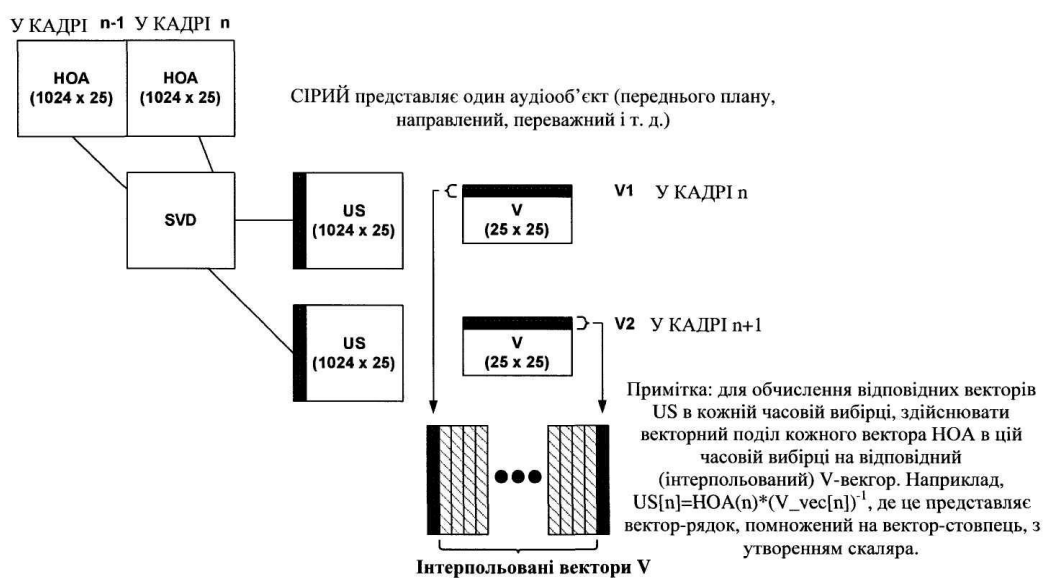 У КАДРІ n-1 У КАДРІ n
HOA
(1024 x 25)
HOA
(1024 x 25)
СІРИЙ представляє один аудіооб’єкт (переднього плану,
направлений, переважний і т. д.)
SVD
US
(1024 x 25)
V
(25 x 25)
V1 У КАДРІ n
US
(1024 x 25)
V
(25 x 25)
V2 У КАДРІ n+1
Примітка: для обчислення відповідних векторів
US в кожній часовій вибірці, здійснювати
векторний поділ кожного вектора HOA в цій
часовій вибірці на відповідний
(інтерпольований) V-векгор. Наприклад,
US[n]=HOA(n)*(V_vec[n])⁻¹, де це представляє
вектор-рядок, помножений на вектор-стовпець, з
утворенням скаляра.
Інтерпольовані вектори V